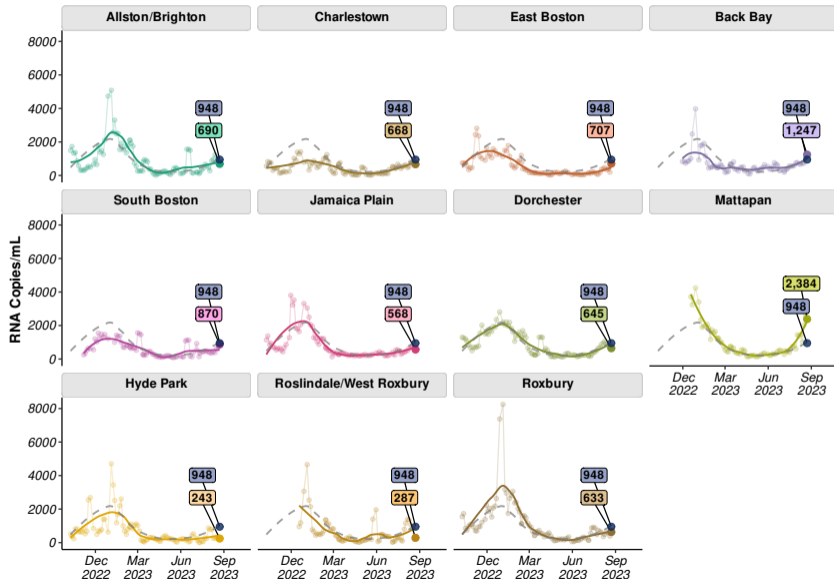 Allston/Brighton Charlestown East Boston Back Bay
8000
6000
4000
2000
0
948 948 948 948
690 668 707 1,247
South Boston Jamaica Plain Dorchester Mattapan
8000
6000
4000
2000
0
RNA Copies/mL
2,384
948 948 948 948
870 568 645
Dec Mar Jun Sep
2022 2023 2023 2023
Hyde Park Roslindale/West Roxbury Roxbury
8000
6000
4000
2000
0
948 948 948
243 287 633
Dec Mar Jun Sep Dec Mar Jun Sep Dec Mar Jun Sep
2022 2023 2023 2023 2022 2023 2023 2023 2022 2023 2023 2023